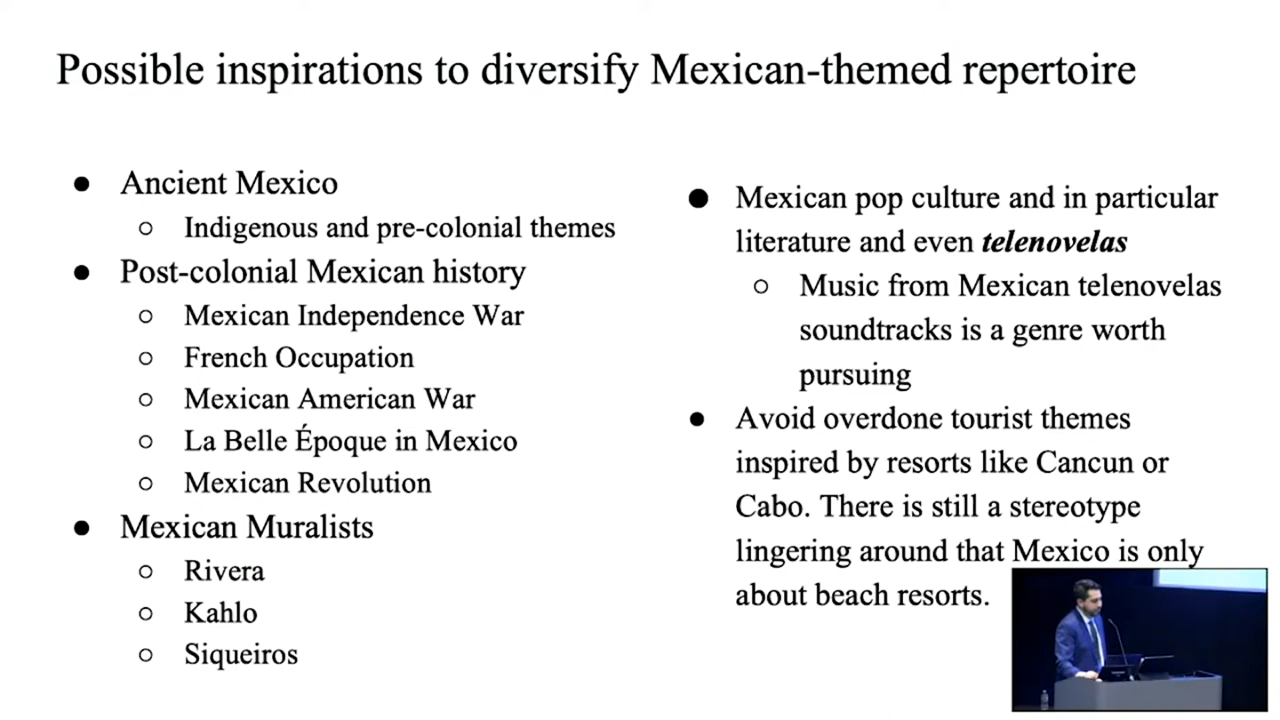 Possible inspirations to diversify Mexican-themed repertoire
● Ancient Mexico
○ Indigenous and pre-colonial themes
● Post-colonial Mexican history
○ Mexican Independence War
○ French Occupation
○ Mexican American War
○ La Belle Époque in Mexico
○ Mexican Revolution
● Mexican Muralists
○ Rivera
○ Kahlo
○ Siqueiros
● Mexican pop culture and in particular
literature and even telenovelas
○ Music from Mexican telenovelas
soundtracks is a genre worth
pursuing
● Avoid overdone tourist themes
inspired by resorts like Cancun or
Cabo. There is still a stereotype
lingering around that Mexico is only
about beach resorts.